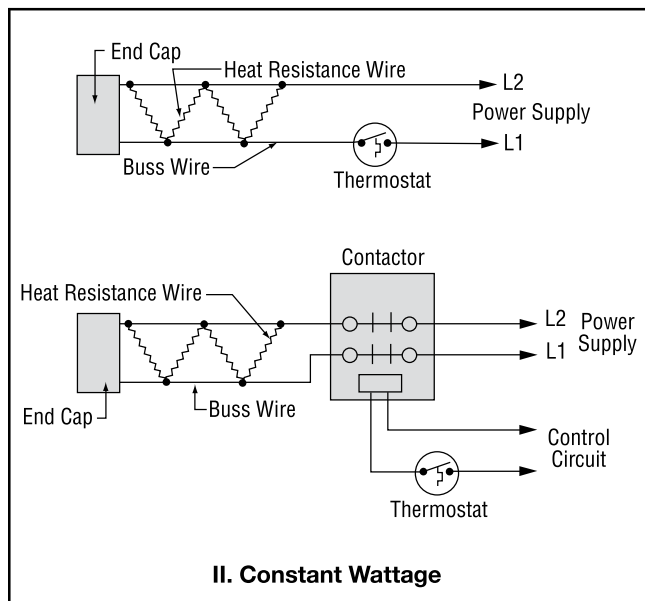 End Cap
Heat Resistance Wire
L2
Power Supply
L1
Buss Wire
Thermostat
Contactor
Heat Resistance Wire
L2 Power
L1 Supply
Buss Wire
End Cap
Control
Circuit
Thermostat
II. Constant Wattage